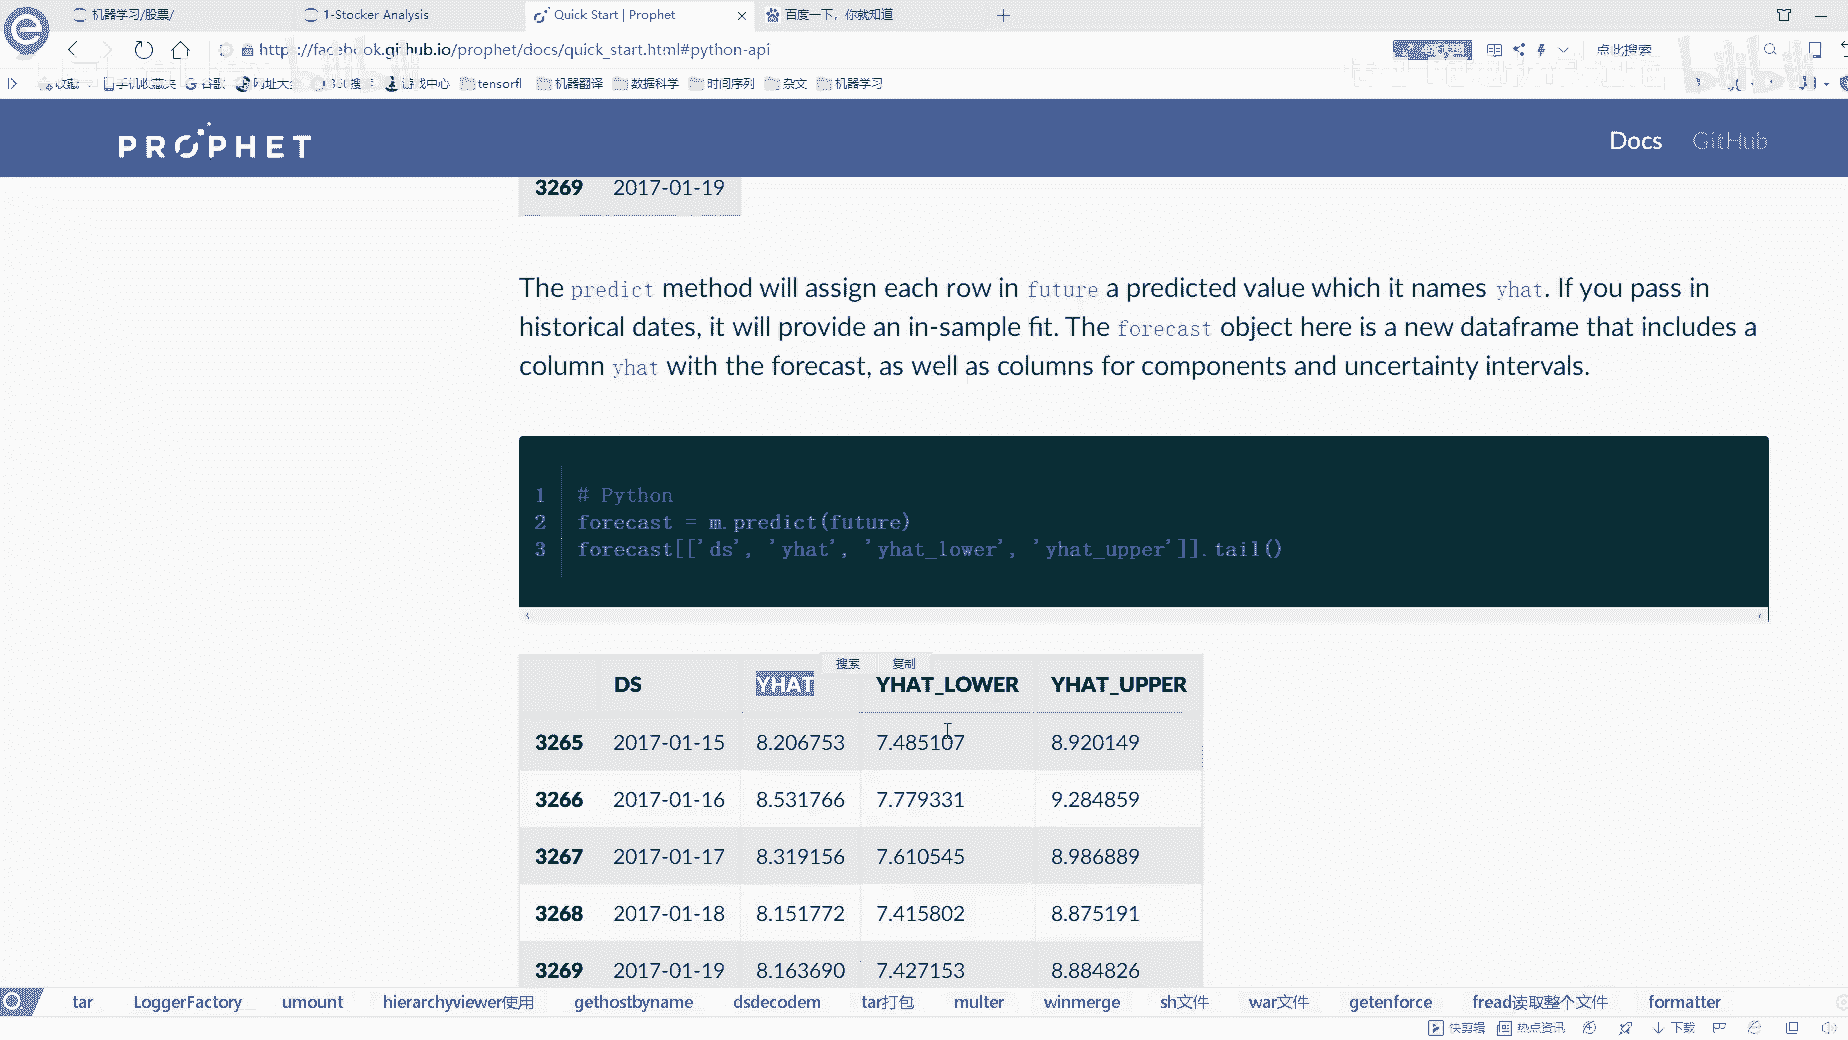 机器学习/股票/
1-Stocker Analysis
Quick Start | Prophet
百度一下，你就知道
https://facebook.github.io/prophet/docs/quick_start.html#python-api
点此搜索
收藏
手机收藏夹
谷歌
网址大全
360搜
游戏中心
tensorfl
机器翻译
数据科学
时间序列
杂文
机器学习
bilibili
PROPHET
Docs
GitHub
3269 2017-01-19
The predict method will assign each row in future a predicted value which it names yhat. If you pass in
historical dates, it will provide an in-sample fit. The forecast object here is a new dataframe that includes a
column yhat with the forecast, as well as columns for components and uncertainty intervals.
1 # Python
2 forecast = m.predict(future)
3 forecast[['ds', 'yhat', 'yhat_lower', 'yhat_upper']].tail()
搜索 复制
DS YHAT YHAT_LOWER YHAT_UPPER
3265 2017-01-15 8.206753 7.485107 8.920149
3266 2017-01-16 8.531766 7.779331 9.284859
3267 2017-01-17 8.319156 7.610545 8.986889
3268 2017-01-18 8.151772 7.415802 8.875191
3269 2017-01-19 8.163690 7.427153 8.884826
tar LoggerFactory umount hierarchyviewer使用 gethostbyname dsdecodem tar打包 multer winmerge sh文件 war文件 getenforce fread读取整个文件 formatter
快剪辑 热点资讯 下载